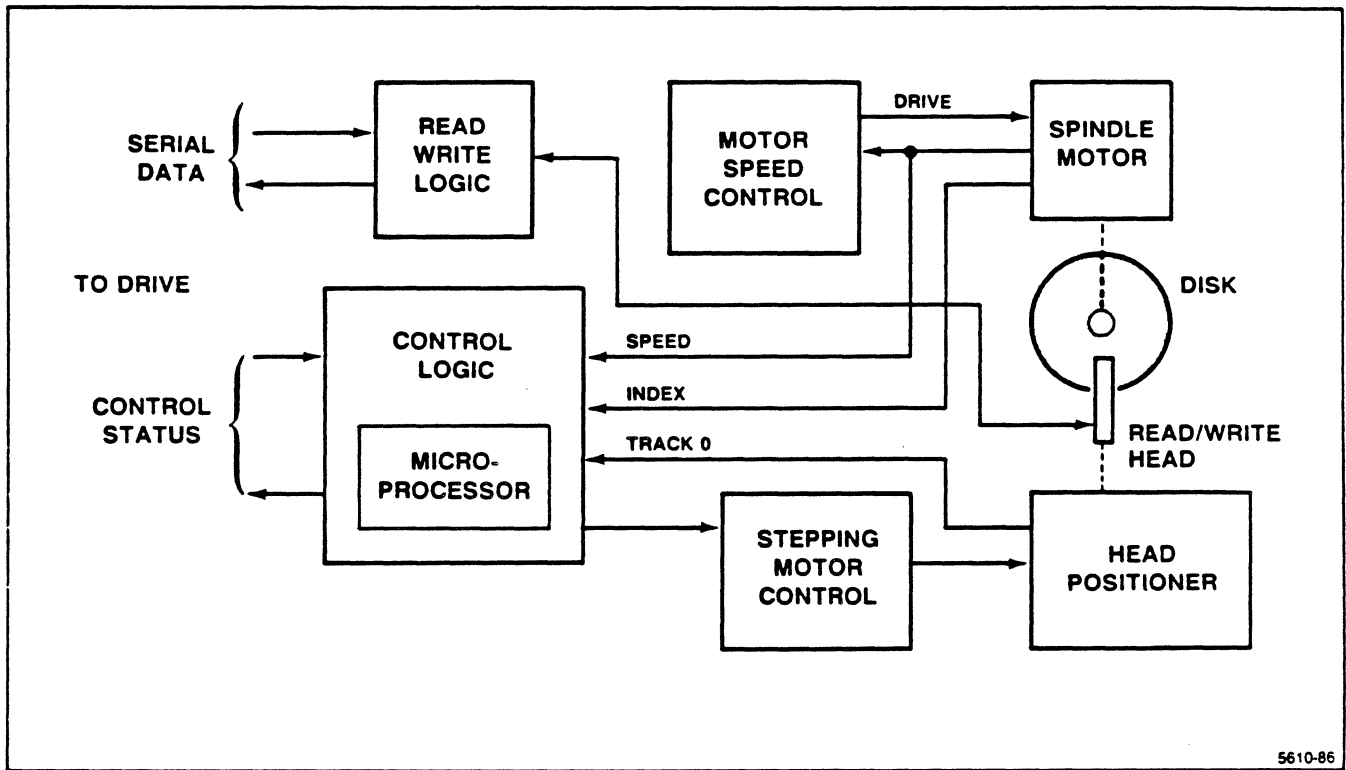 SERIAL
DATA
READ
WRITE
LOGIC
MOTOR
SPEED
CONTROL
DRIVE
SPINDLE
MOTOR
TO DRIVE
DISK
CONTROL
LOGIC
SPEED
INDEX
TRACK 0
CONTROL
STATUS
MICRO-
PROCESSOR
READ/WRITE
HEAD
STEPPING
MOTOR
CONTROL
HEAD
POSITIONER
5610-86